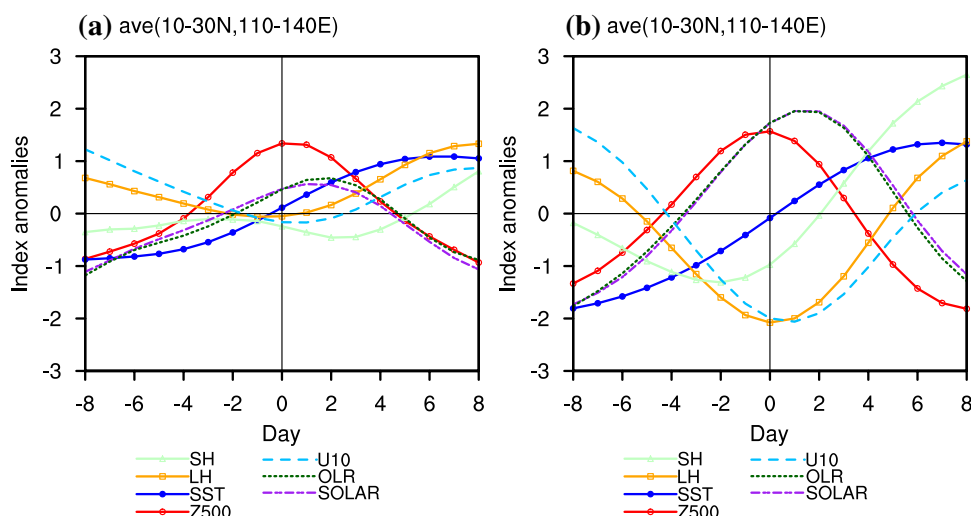 (a) ave(10-30N,110-140E)
3
2
1
0
-1
-2
-3
Index anomalies
-8 -6 -4 -2 0 2 4 6 8
Day
SH
LH
SST
Z500
U10
OLR
SOLAR
(b) ave(10-30N,110-140E)
3
2
1
0
-1
-2
-3
Index anomalies
-8 -6 -4 -2 0 2 4 6 8
Day
SH
LH
SST
Z500
U10
OLR
SOLAR